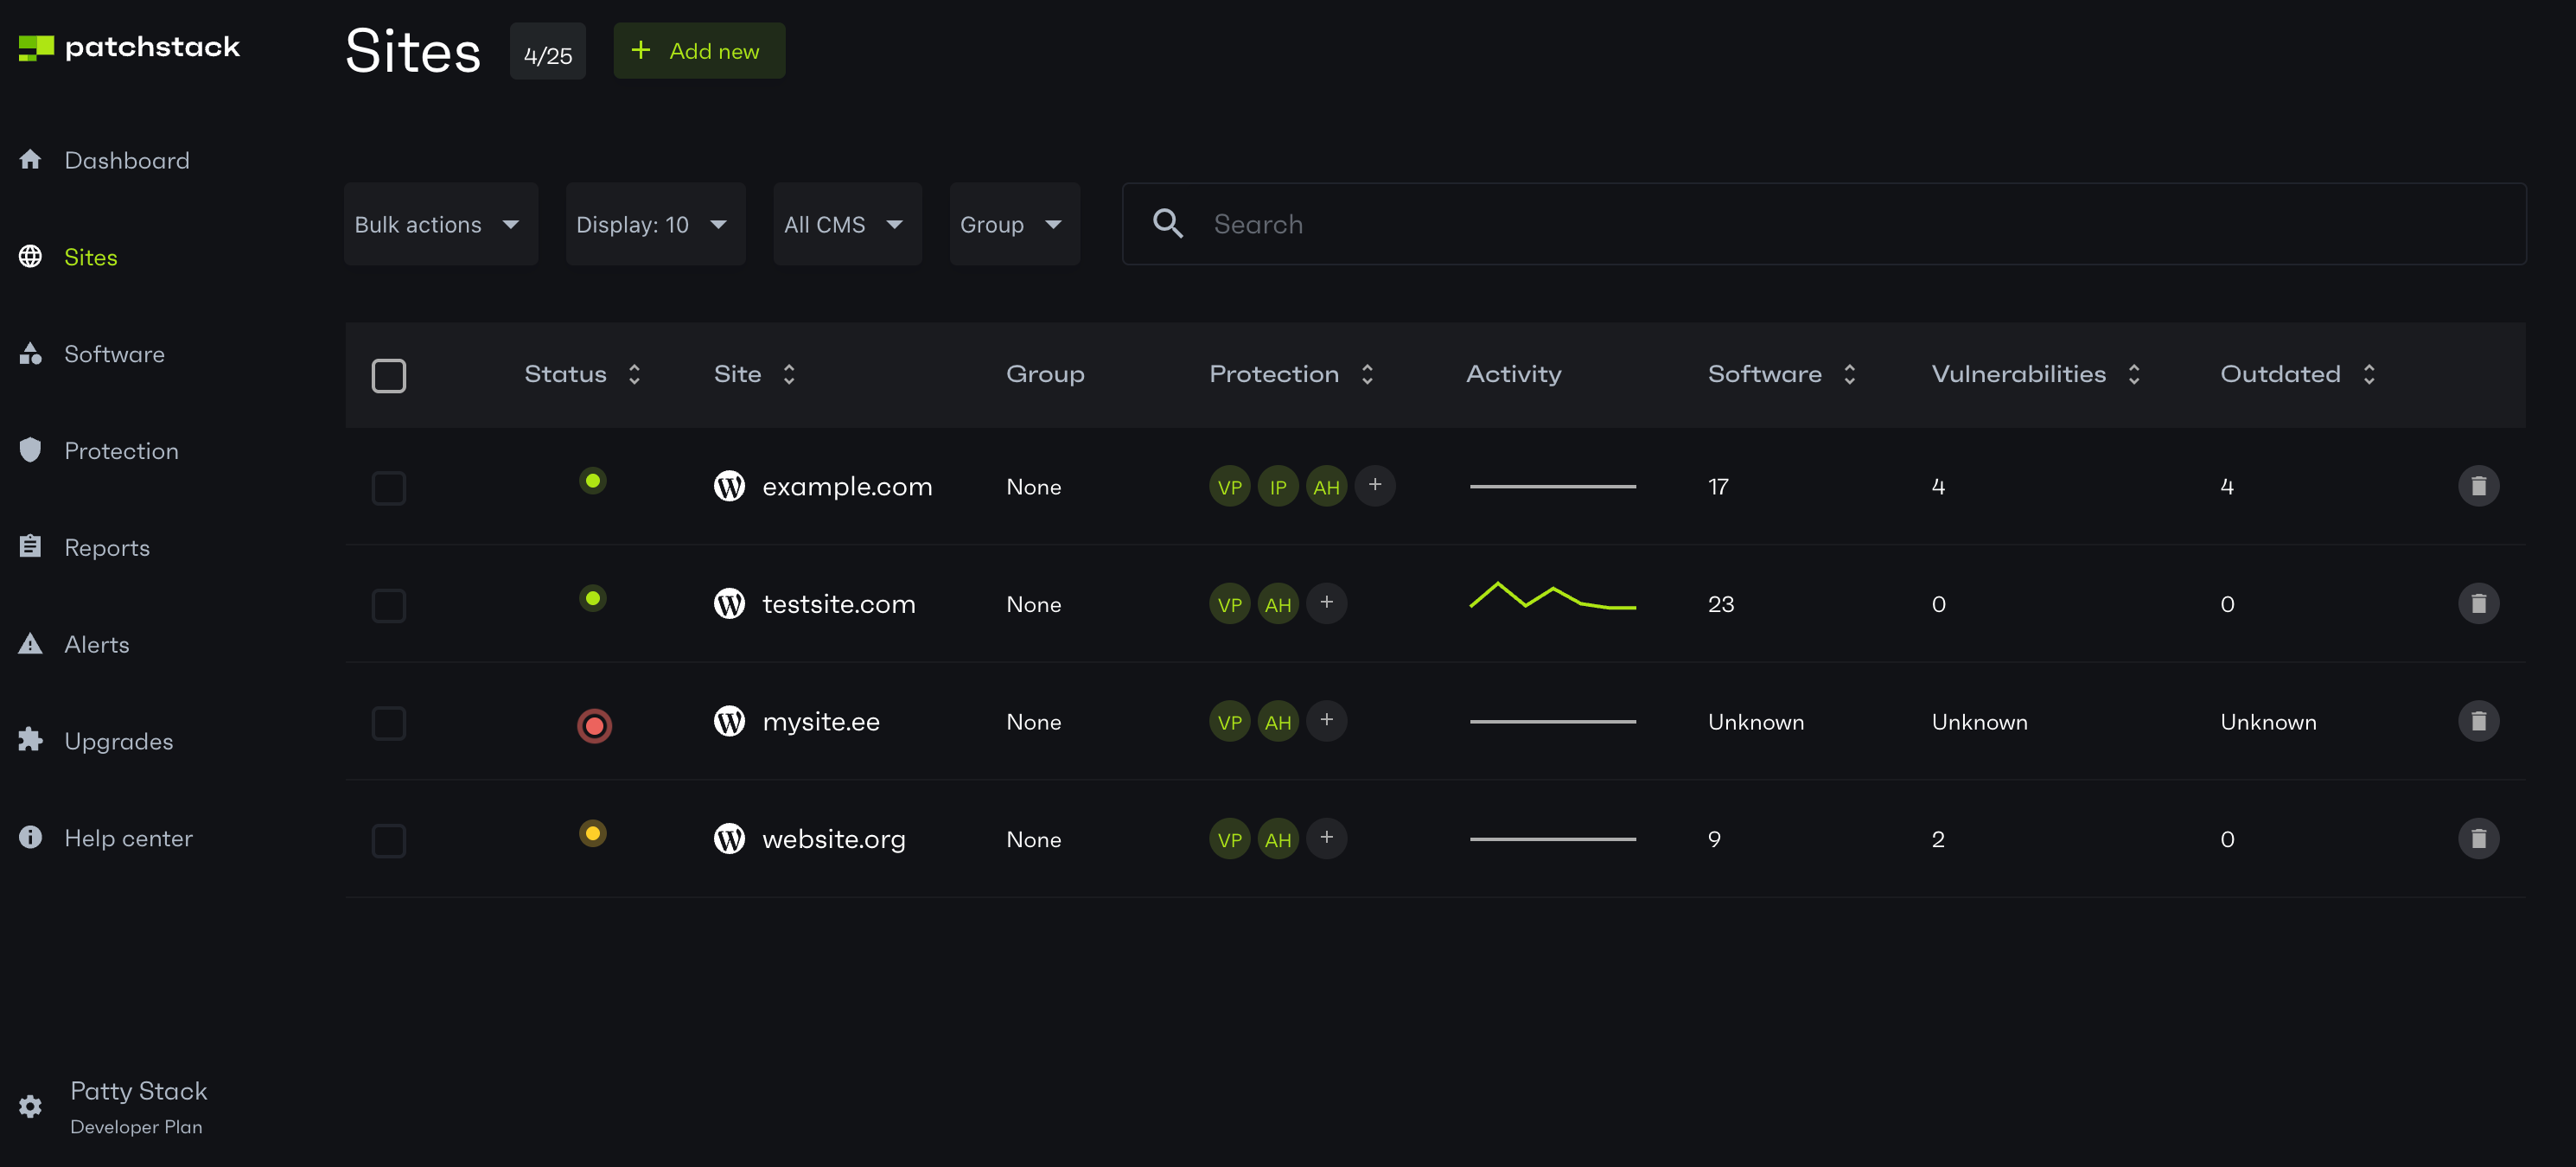 patchstack
Sites 4/25 + Add new
Dashboard
Sites
Software
Protection
Reports
Alerts
Upgrades
Help center
Patty Stack
Developer Plan
Bulk actions Display: 10 All CMS Group Search
Status Site Group Protection Activity Software Vulnerabilities Outdated
example.com None VP IP AH + 17 4 4
testsite.com None VP AH + 23 0 0
mysite.ee None VP AH + Unknown Unknown Unknown
website.org None VP AH + 9 2 0